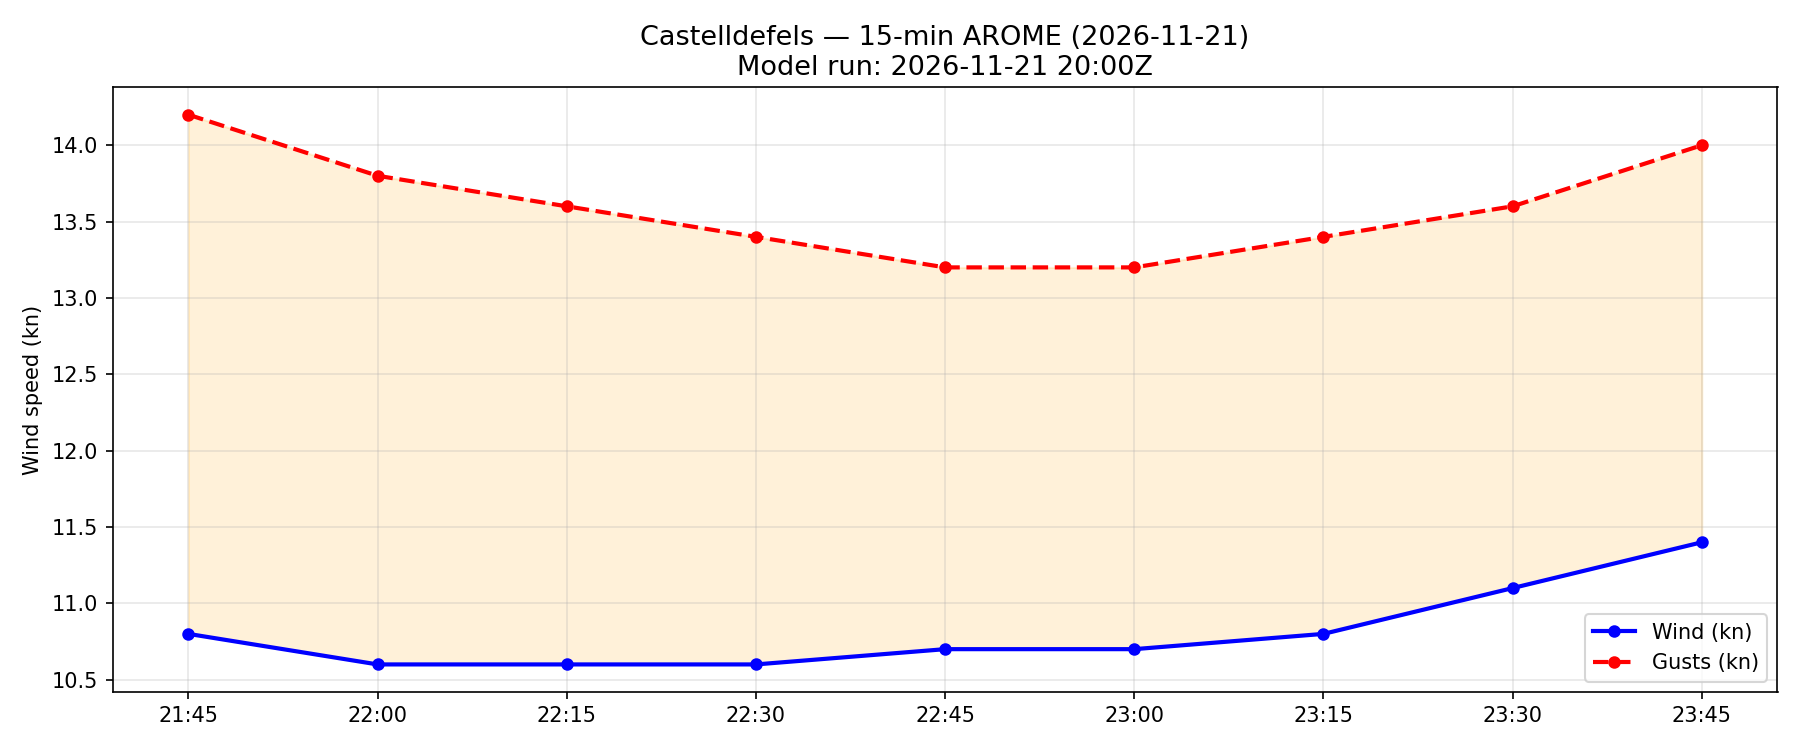 Castelldefels — 15-min AROME (2026-11-21)
Model run: 2026-11-21 20:00Z
Wind speed (kn)
14.0
13.5
13.0
12.5
12.0
11.5
11.0
10.5
Wind (kn)
Gusts (kn)
21:45 22:00 22:15 22:30 22:45 23:00 23:15 23:30 23:45